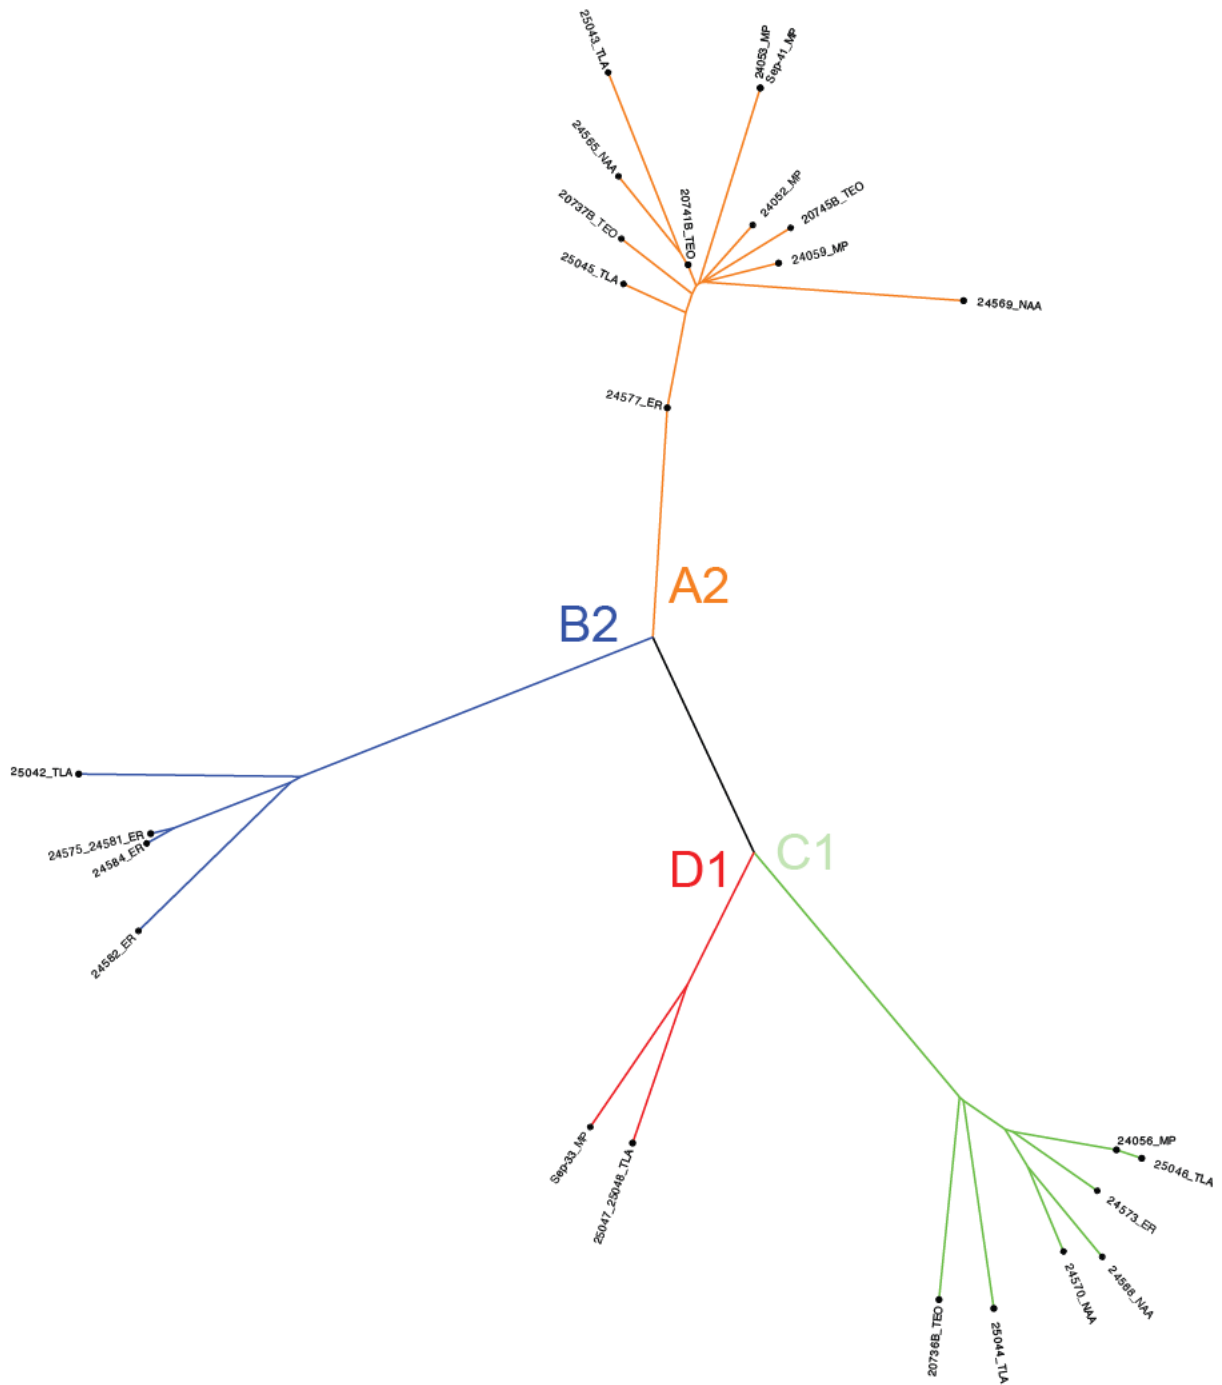 25043_TLA
24053_MP
Sep-41_MP
24565_NAA
24052_MP
20737B_TEO
20741B_TEO
20745B_TEO
24059_MP
25045_TLA
24569_NAA
24577_ER
A2
B2
25042_TLA
24575_24581_ER
24584_ER
D1
C1
24582_ER
Sep-33_MP
25047_25048_TLA
24056_MP
25046_TLA
24573_ER
24570_NAA
24566_NAA
20736B_TEO
25044_TLA